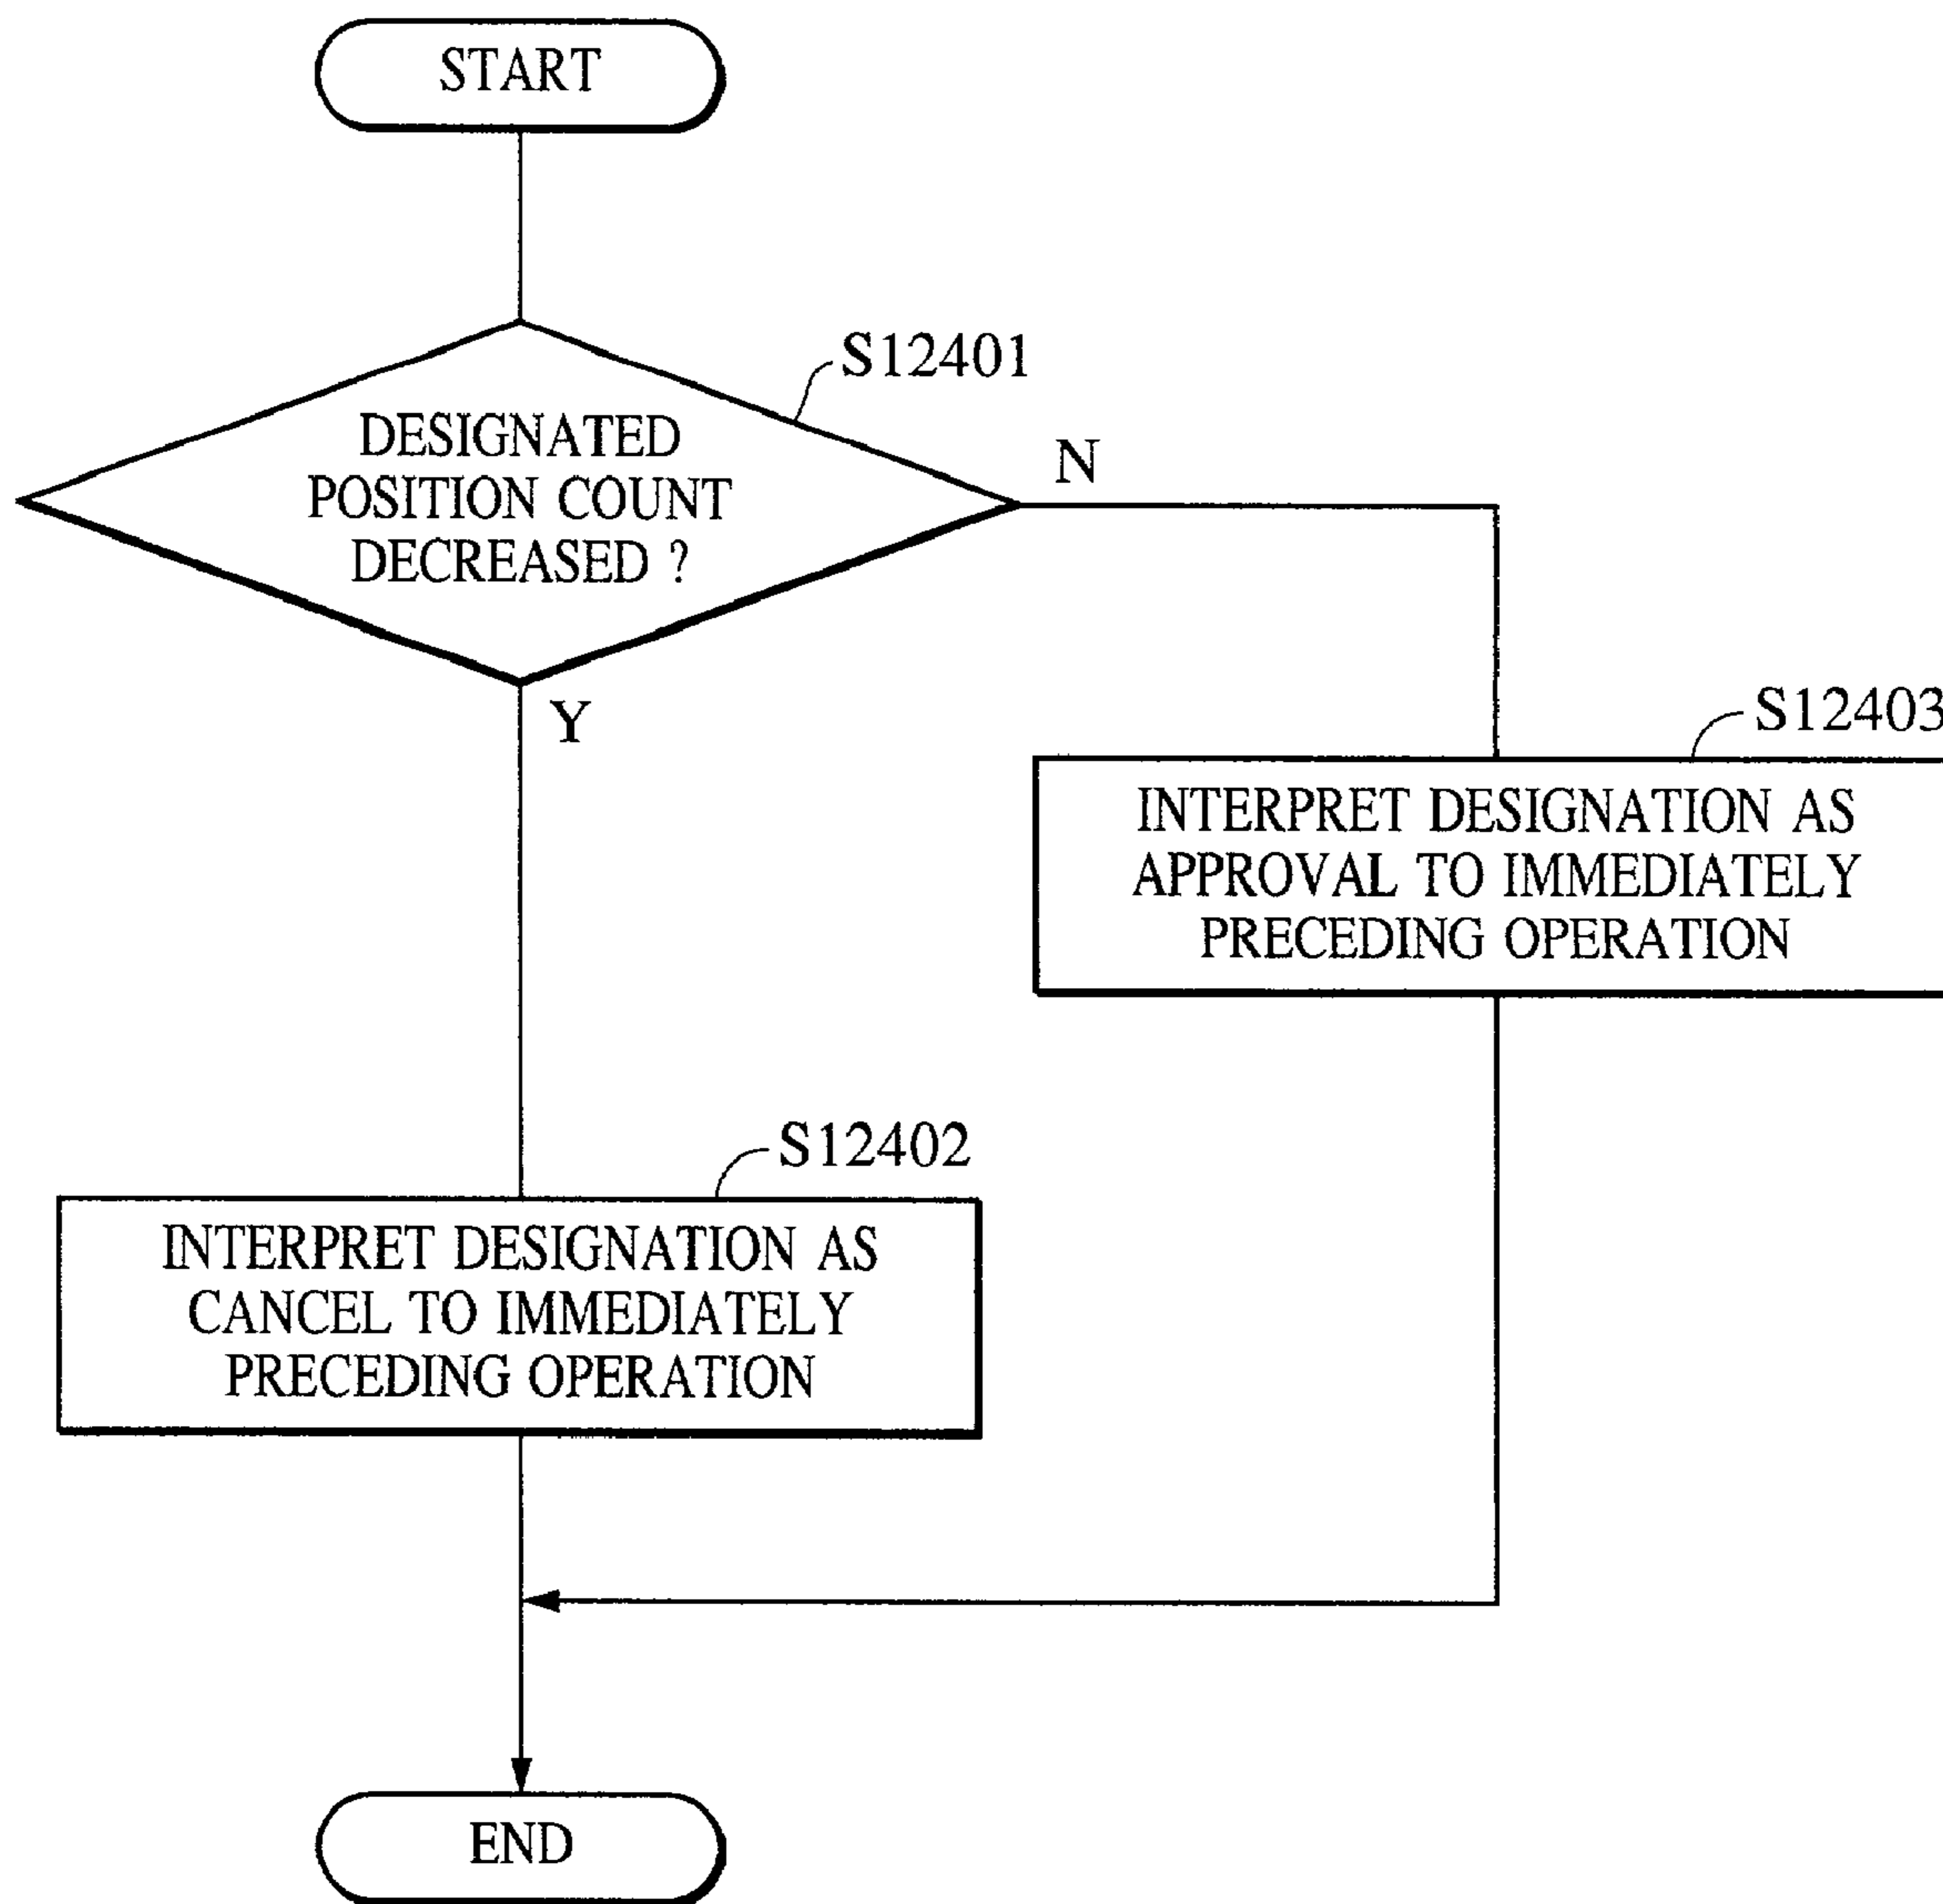 START
S12401
DESIGNATED
POSITION COUNT
DECREASED ?
N
Y
S12403
INTERPRET DESIGNATION AS
APPROVAL TO IMMEDIATELY
PRECEDING OPERATION
S12402
INTERPRET DESIGNATION AS
CANCEL TO IMMEDIATELY
PRECEDING OPERATION
END